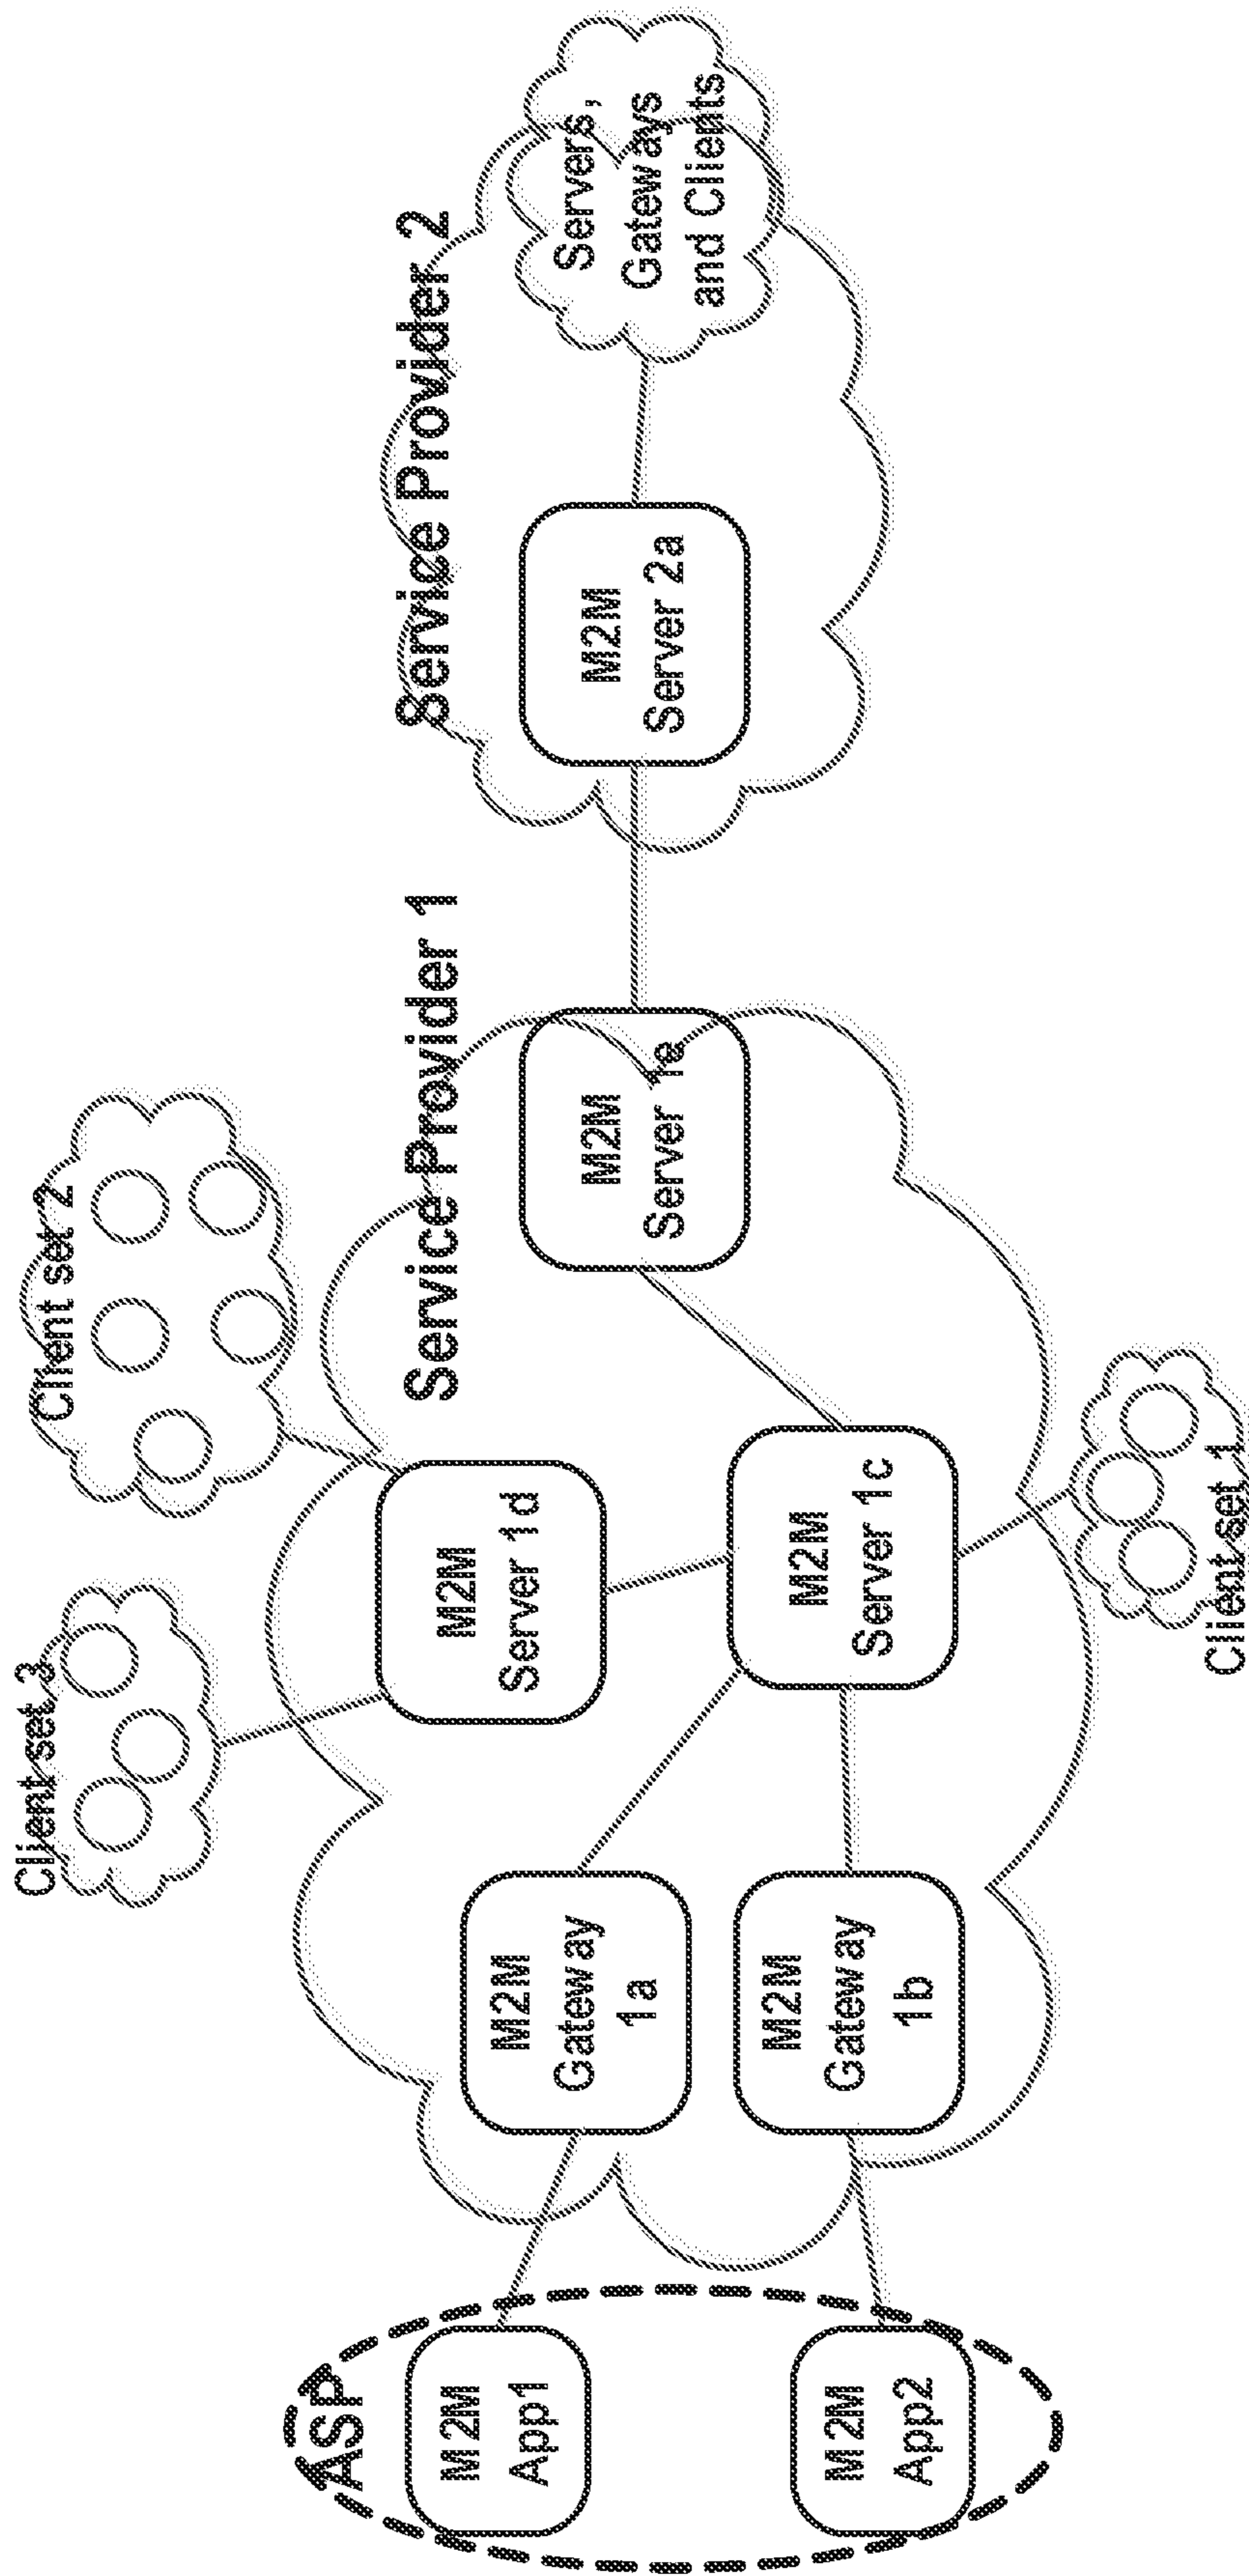 Client set 3
Client set 2
ASP
Service Provider 1
Service Provider 2
M2M
App1
M2M
Gateway
1a
M2M
Server 1d
M2M
Server 1e
M2M
Server 2a
Servers,
Gateways
and Clients
M2M
App2
M2M
Gateway
1b
M2M
Server 1c
Client set 1